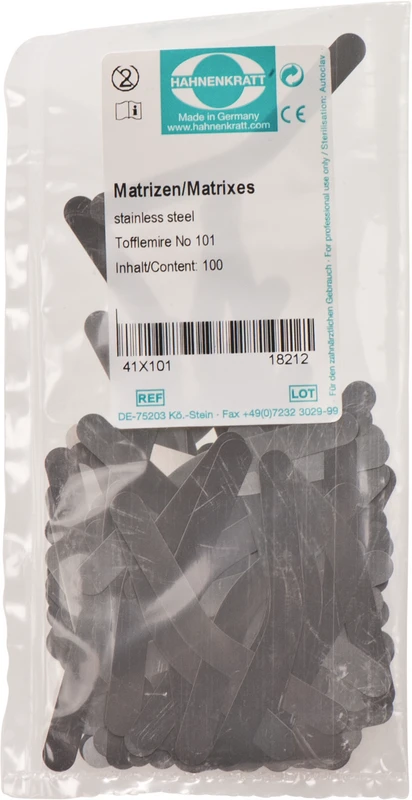 HAHNENKRATT
Made in Germany
www.hahnenkratt.com
Matrizen/Matrixes
stainless steel
Tofflemire No 101
Inhalt/Content: 100
41X101 18212
REF LOT
DE-75203 Kö.-Stein · Fax +49(0)7232 3029-99
Für den zahnärztlichen Gebrauch · For professional use only / Sterilisation: Autoclav
2
i
CE